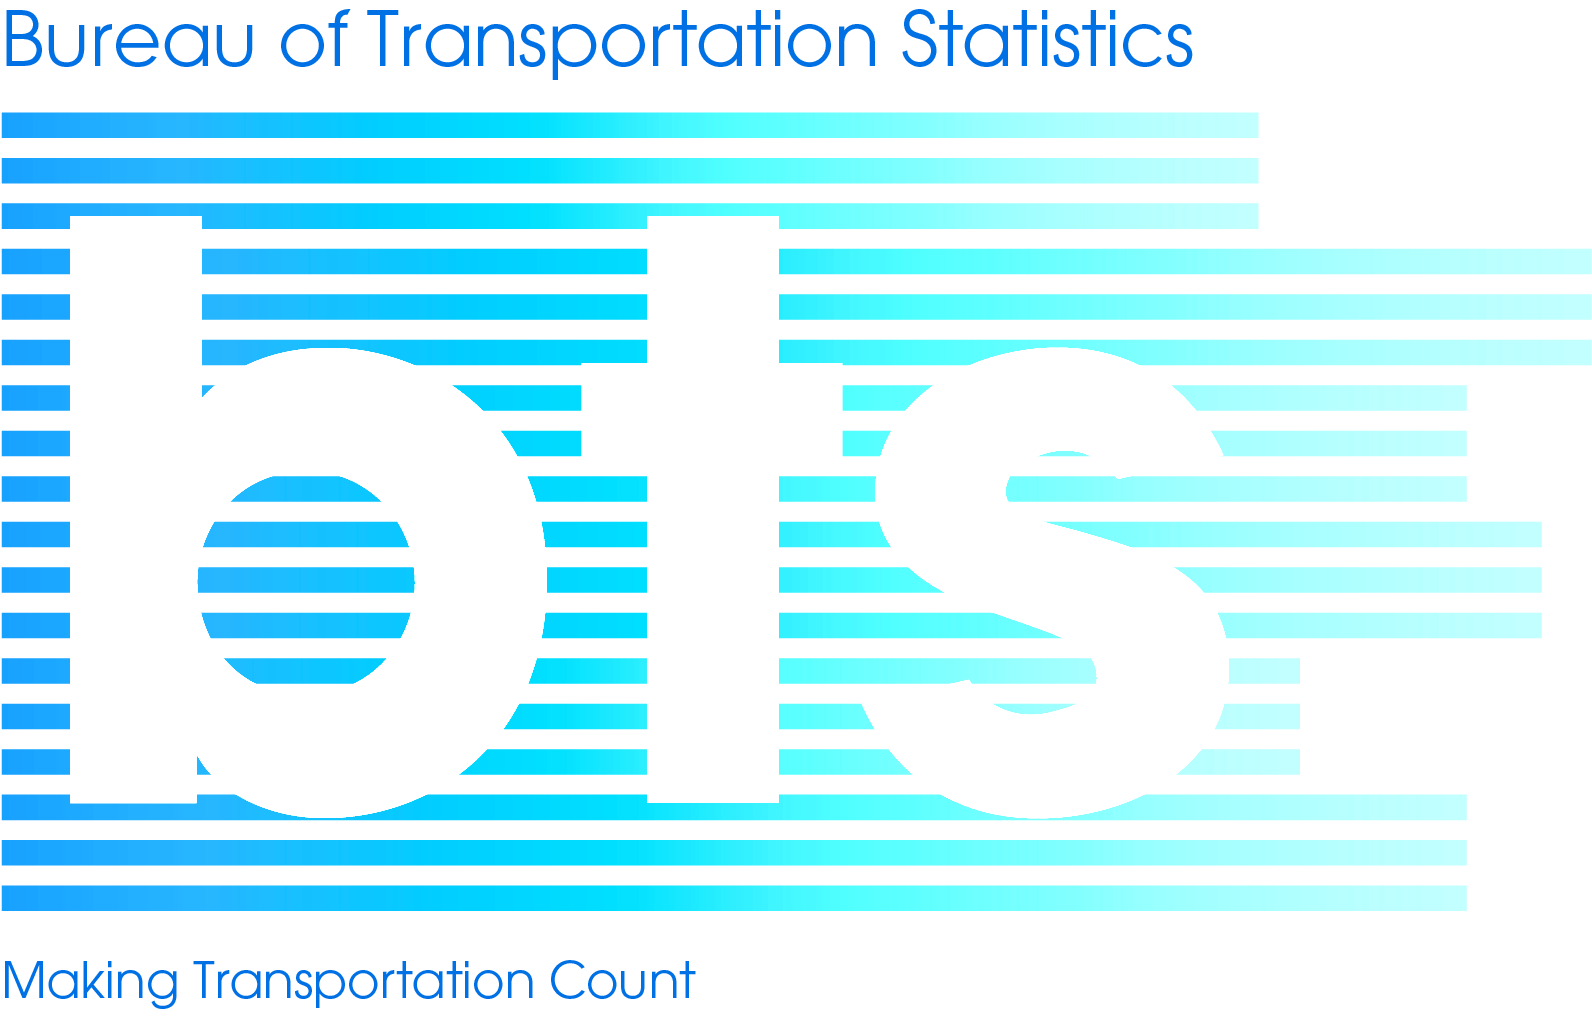 Bureau of Transportation Statistics
bts
Making Transportation Count